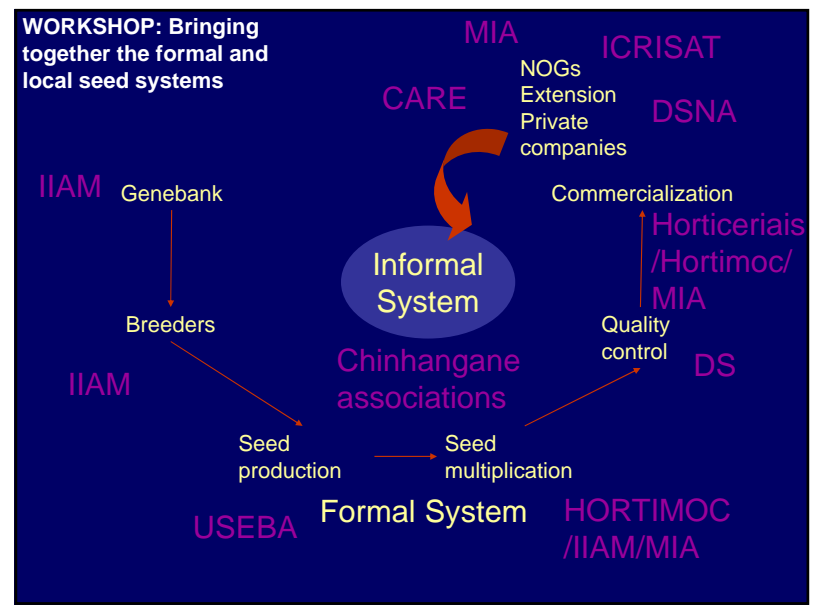 WORKSHOP: Bringing
together the formal and
local seed systems
MIA
ICRISAT
NOGs
Extension
Private
companies
CARE
DSNA
IIAM
Genebank
Commercialization
Horticeriais
/Hortimoc/
MIA
Informal
System
Breeders
Quality
control
IIAM
Chinhangane
associations
DS
Seed
production
Seed
multiplication
USEBA
Formal System
HORTIMOC
/IIAM/MIA